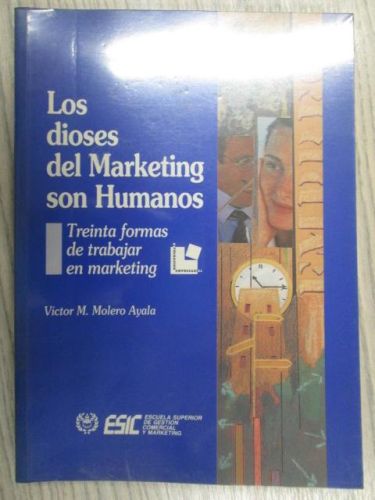 Los
dioses
del Marketing
son Humanos
Treinta formas
de trabajar
en marketing
Victor M. Molero Ayala
ESIC
ESCUELA SUPERIOR
DE GESTION
COMERCIAL
Y MARKETING